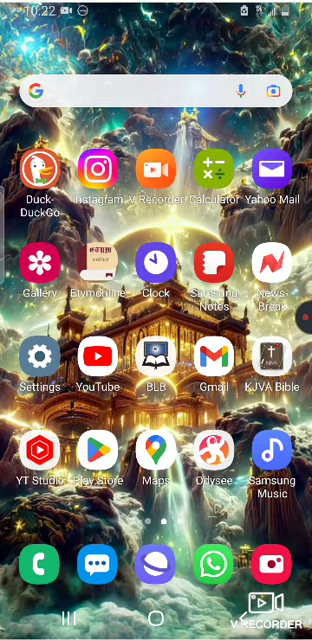 10:22
G
Duck-
DuckGo
Instagram
V Recorder
Calculator
Yahoo Mail
Gallery
Etymonline
Clock
Samsung
Notes
News-
Break
Settings
YouTube
BLB
Gmail
KJVA Bible
YT Studio
Play Store
Maps
Odysee
Samsung
Music
V RECORDER